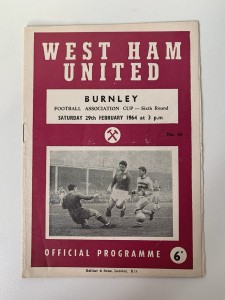 WEST HAM
UNITED
BURNLEY
FOOTBALL ASSOCIATION CUP — Sixth Round
SATURDAY 29th FEBRUARY 1964 at 3 p.m
OFFICIAL PROGRAMME
6ᴰ